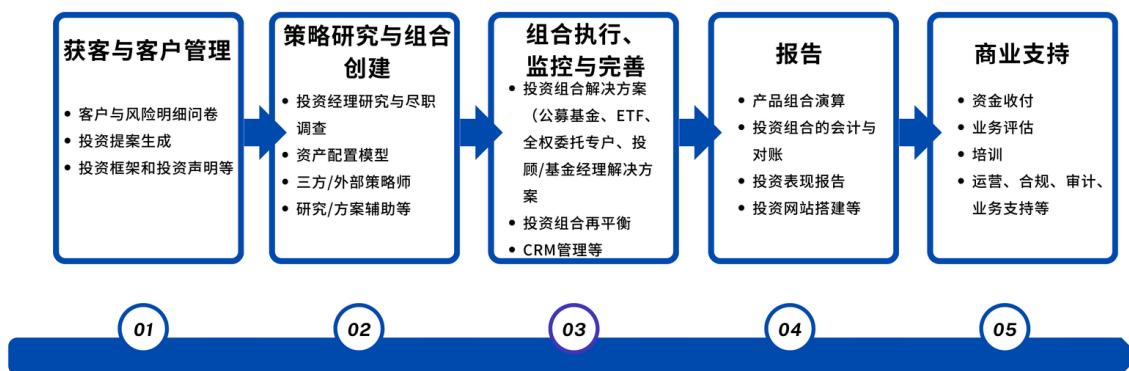 获客与客户管理
客户与风险明细问卷
投资提案生成
投资框架和投资声明等
策略研究与组合
创建
投资经理研究与尽职
调查
资产配置模型
三方/外部策略师
研究/方案辅助等
组合执行、
监控与完善
投资组合解决方案
（公募基金、ETF、
全权委托专户、投
顾/基金经理解决方
案
投资组合再平衡
CRM管理等
报告
产品组合演算
投资组合的会计与
对账
投资表现报告
投资网站搭建等
商业支持
资金收付
业务评估
培训
运营、合规、审计、
业务支持等
01
02
03
04
05